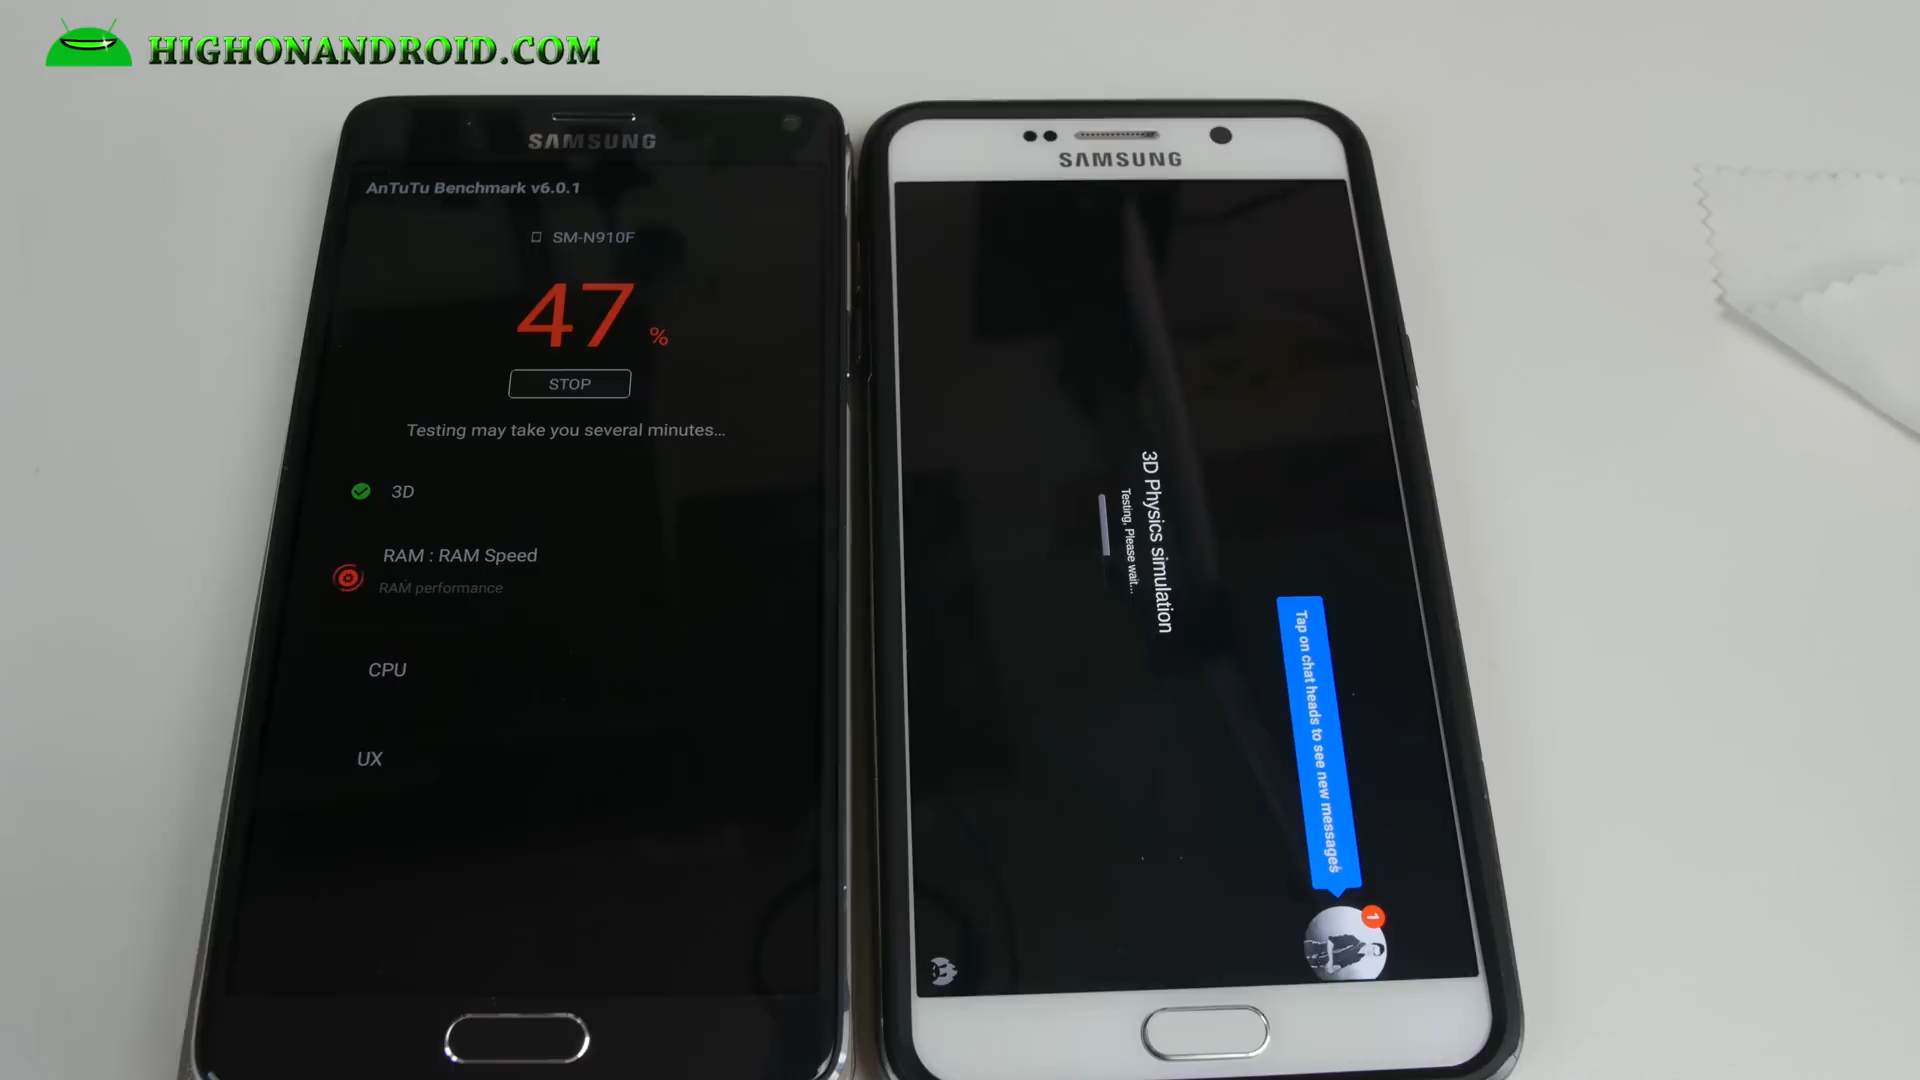 HIGHONANDROID.COM
SAMSUNG
AnTuTu Benchmark v6.0.1
SM-N910F
47 %
STOP
Testing may take you several minutes...
3D
RAM : RAM Speed
RAM performance
CPU
UX
SAMSUNG
3D Physics simulation
Testing, Please wait...
Tap on chat heads to see new messages
1